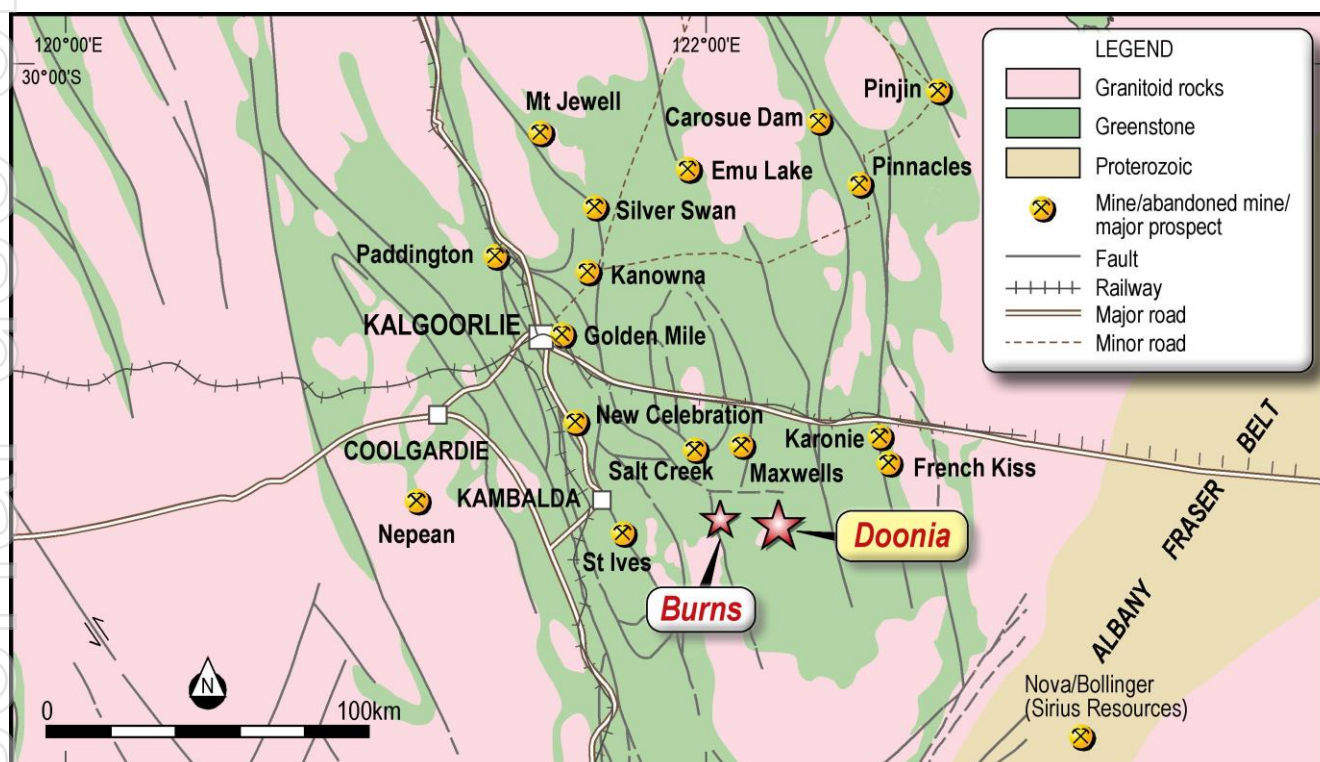 120°00'E
30°00'S
122°00'E
LEGEND
Granitoid rocks
Greenstone
Proterozoic
Mine/abandoned mine/
major prospect
Fault
Railway
Major road
Minor road
Pinjin
Mt Jewell
Carosue Dam
Emu Lake
Pinnacles
Silver Swan
Paddington
Kanowna
KALGOORLIE
Golden Mile
New Celebration
COOLGARDIE
Salt Creek
Maxwells
Karonie
French Kiss
KAMBALDA
Nepean
St Ives
Doonia
Burns
ALBANY FRASER BELT
Nova/Bollinger
(Sirius Resources)
N
0 100km